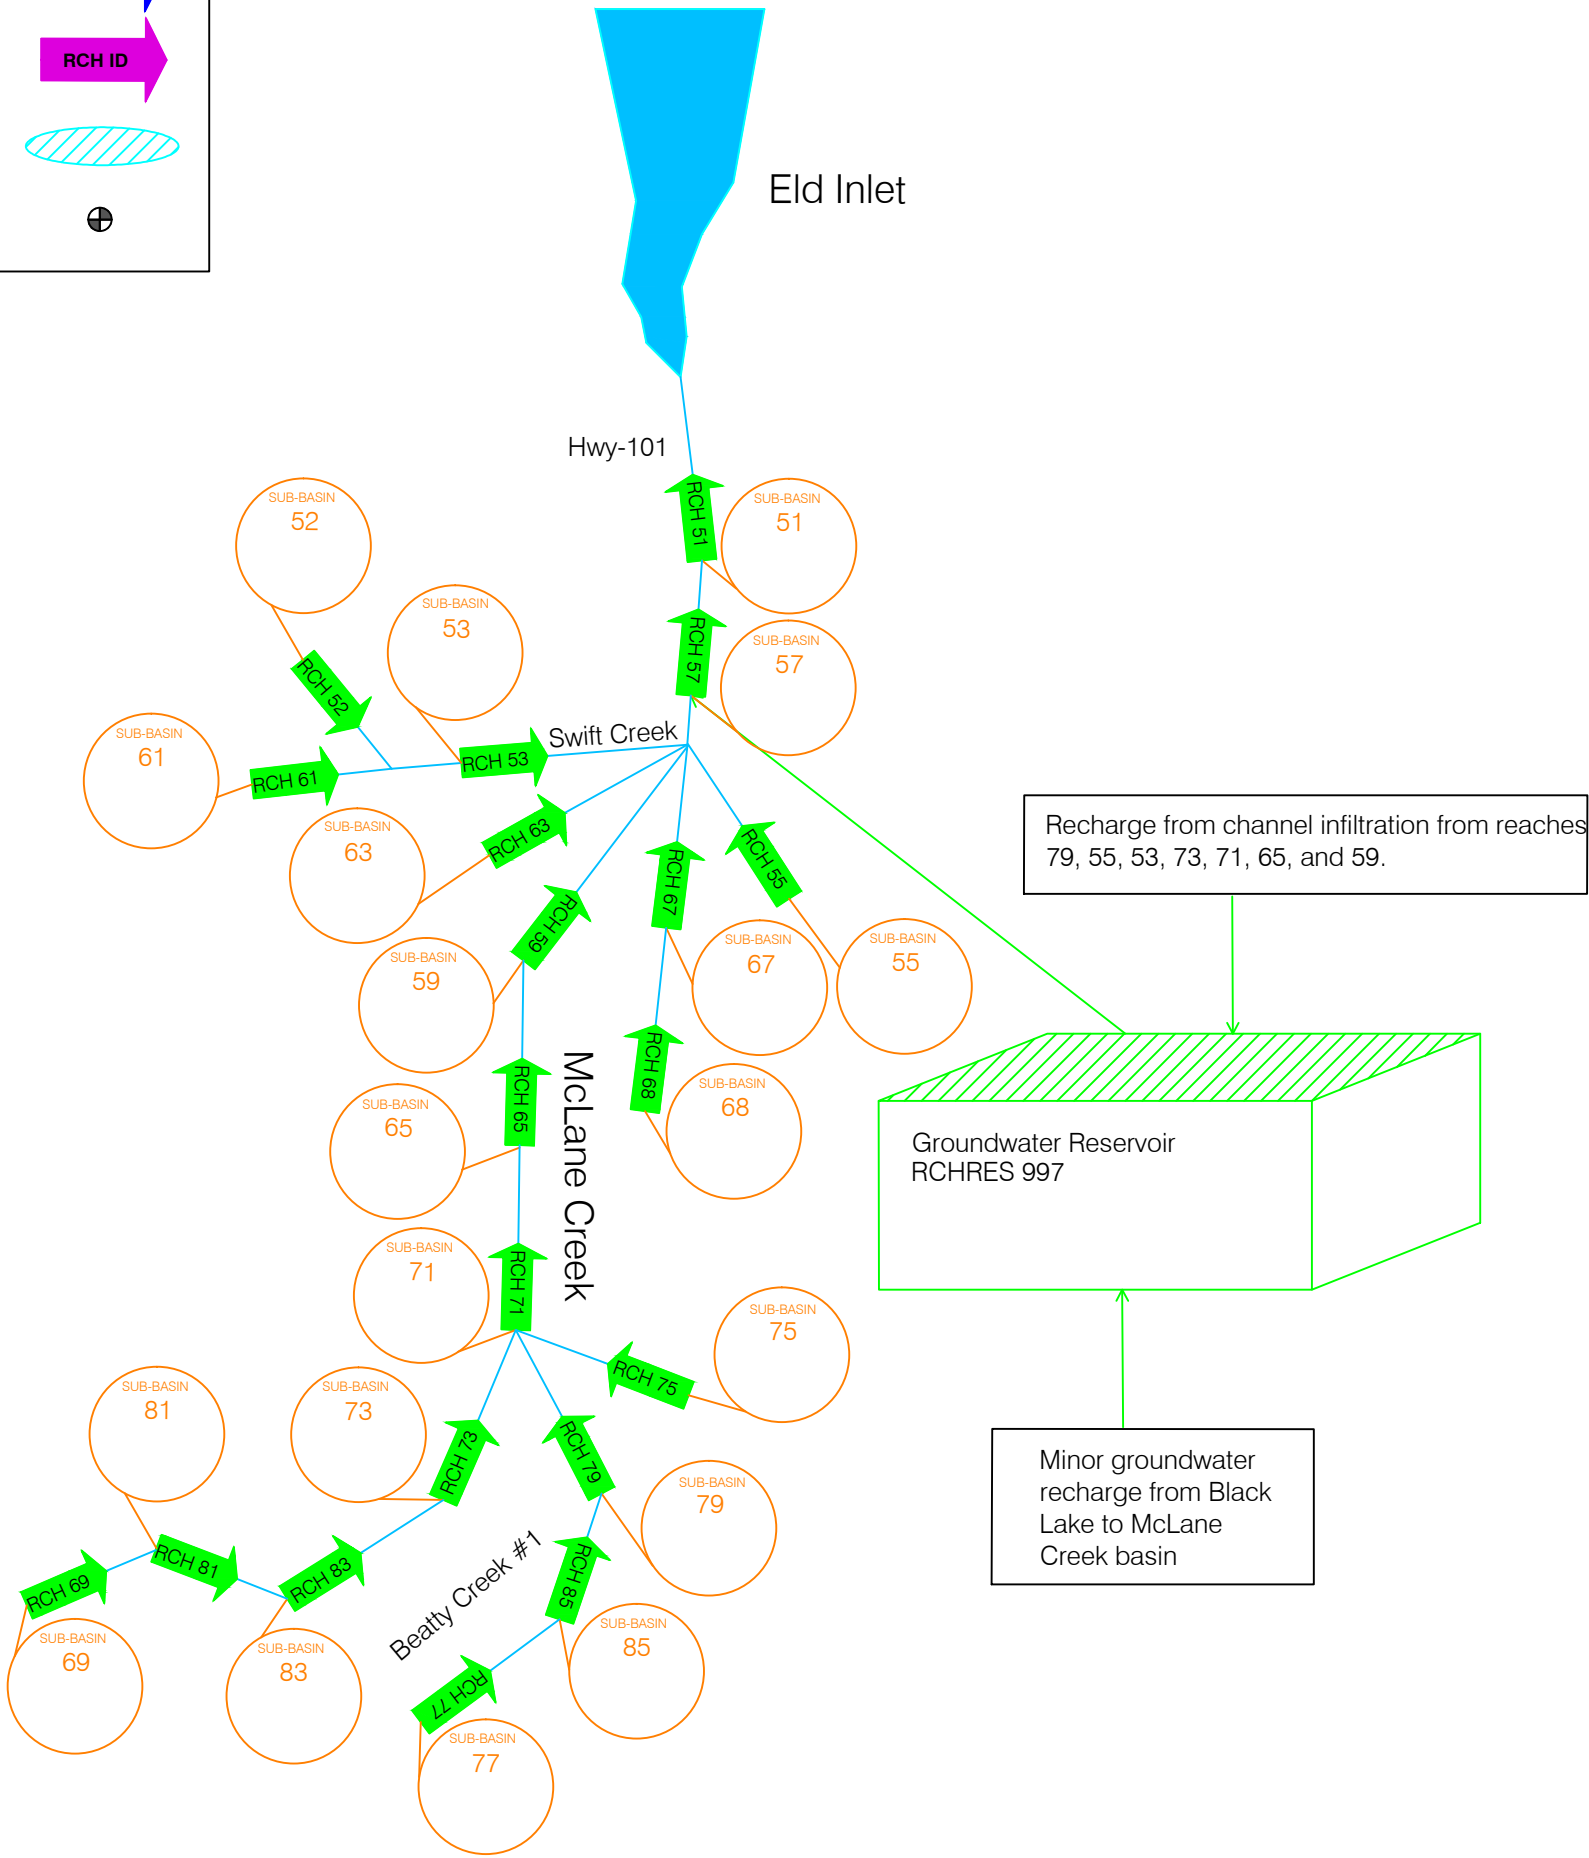 RCH ID
Eld Inlet
Hwy-101
SUB-BASIN
52
RCH 51
SUB-BASIN
51
SUB-BASIN
53
RCH 57
SUB-BASIN
57
RCH 52
SUB-BASIN
61
RCH 61
RCH 53
Swift Creek
SUB-BASIN
63
RCH 63
RCH 55
Recharge from channel infiltration from reaches
79, 55, 53, 73, 71, 65, and 59.
RCH 59
RCH 67
SUB-BASIN
59
SUB-BASIN
67
SUB-BASIN
55
RCH 68
SUB-BASIN
68
RCH 65
SUB-BASIN
65
McLane Creek
Groundwater Reservoir
RCHRES 997
SUB-BASIN
71
RCH 71
SUB-BASIN
75
RCH 75
SUB-BASIN
81
SUB-BASIN
73
RCH 73
RCH 79
SUB-BASIN
79
Minor groundwater
recharge from Black
Lake to McLane
Creek basin
RCH 69
RCH 81
RCH 83
Beatty Creek #1
RCH 85
SUB-BASIN
69
SUB-BASIN
83
SUB-BASIN
85
RCH 77
SUB-BASIN
77